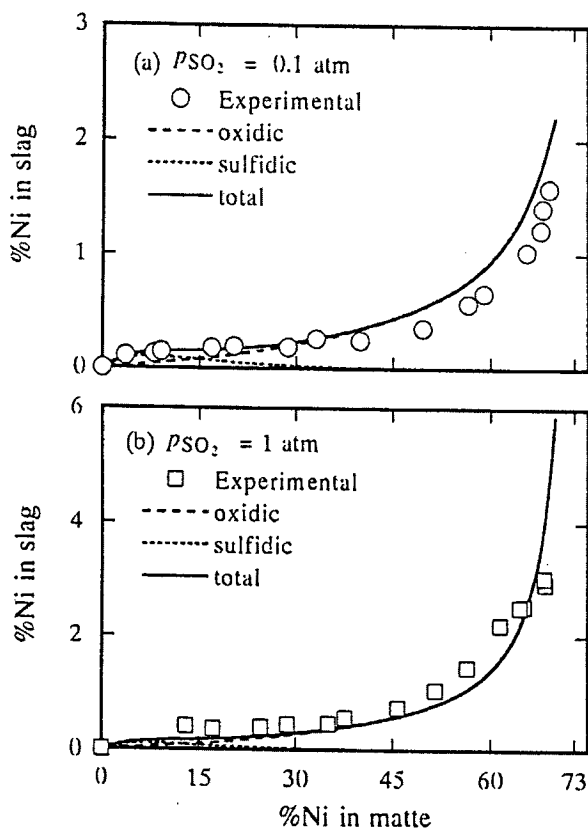 3
(a) pSO2 = 0.1 atm
Experimental
2
oxidic
sulfidic
total
%Ni in slag
1
0
6
(b) pSO2 = 1 atm
Experimental
oxidic
4
sulfidic
total
%Ni in slag
2
0
0 15 30 45 60 73
%Ni in matte